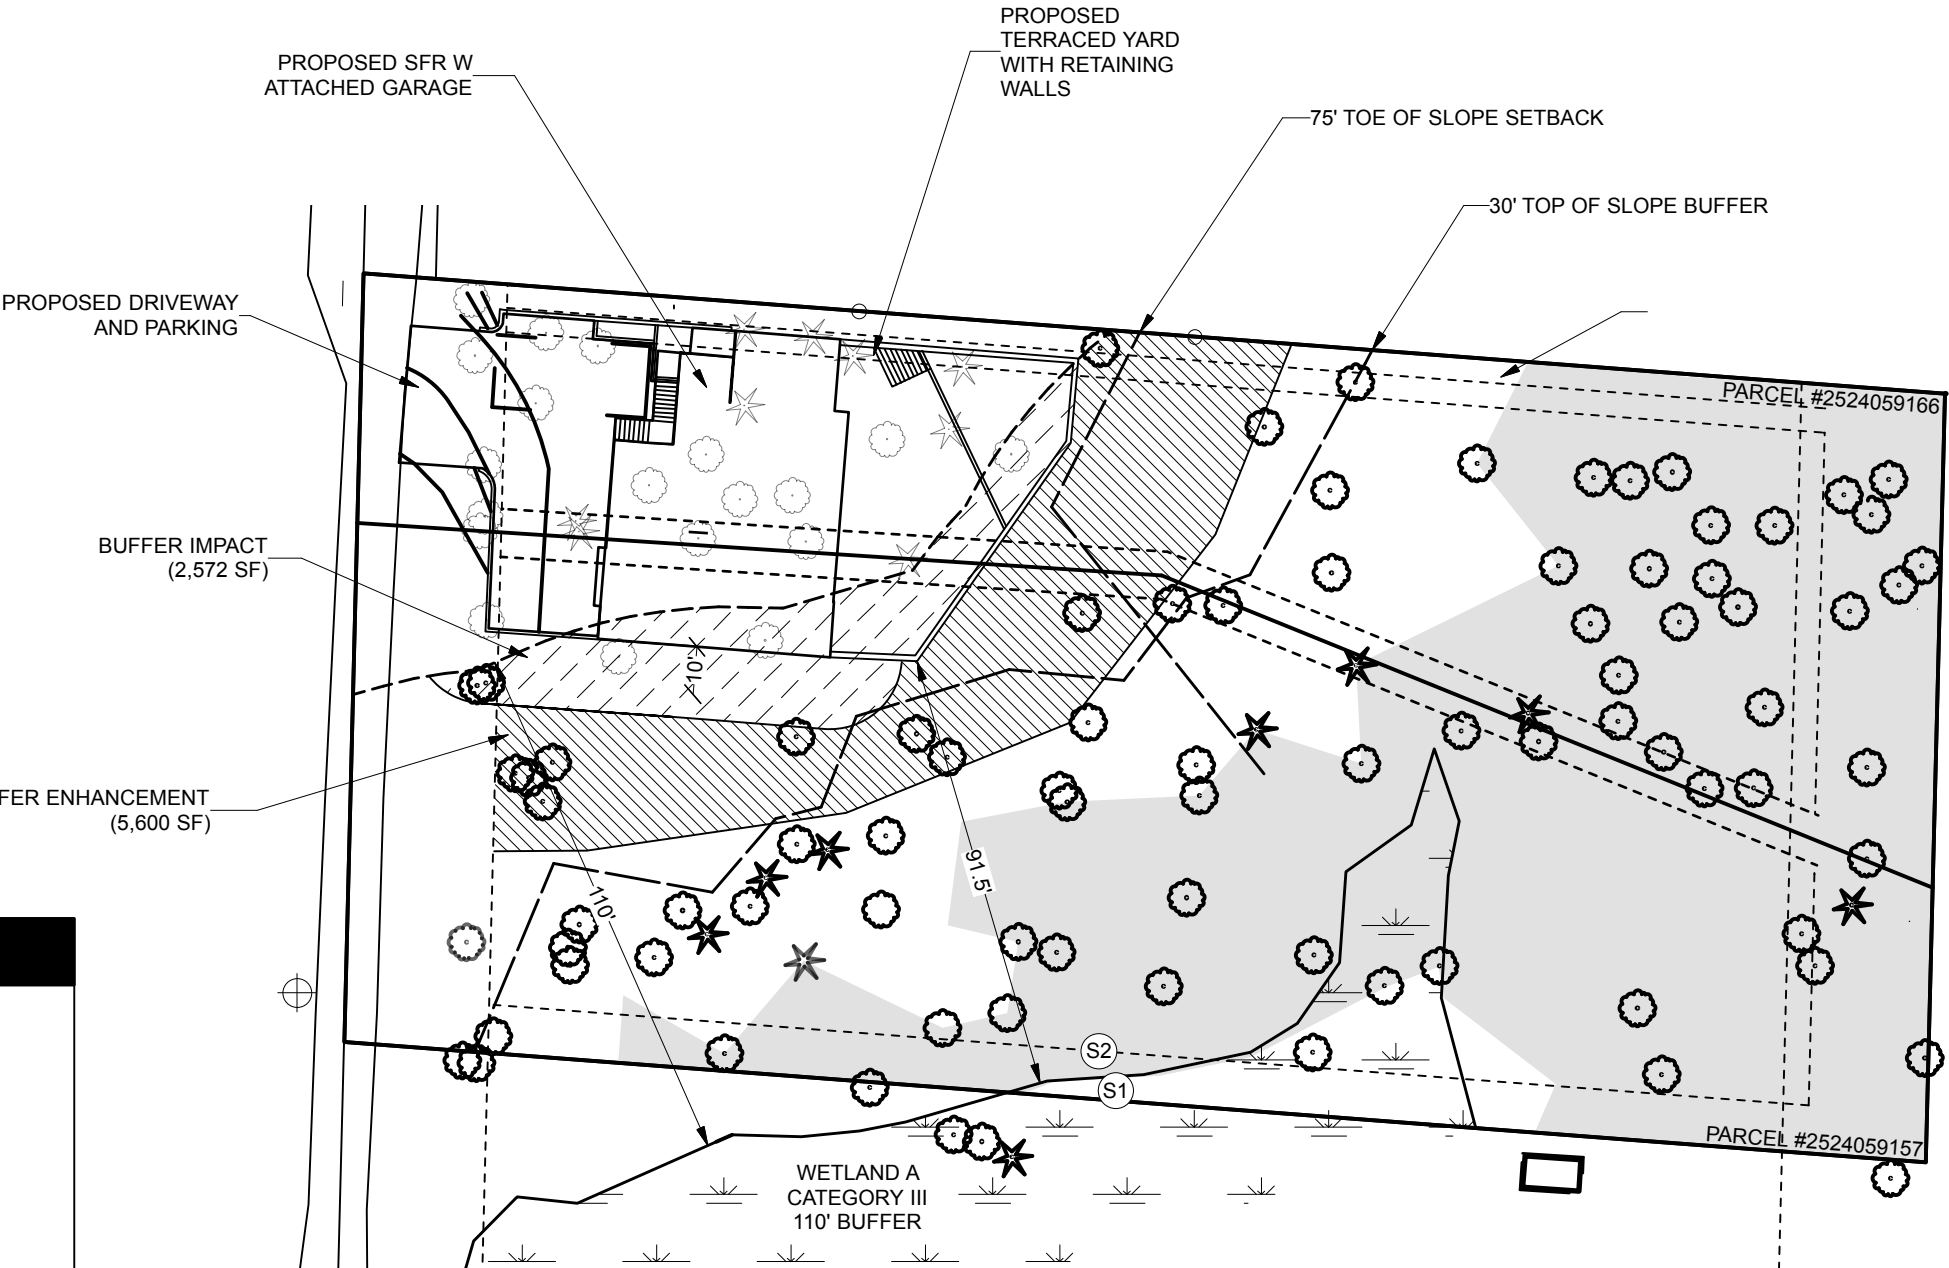 PROPOSED
TERRACED YARD
WITH RETAINING
WALLS
PROPOSED SFR W
ATTACHED GARAGE
75' TOE OF SLOPE SETBACK
30' TOP OF SLOPE BUFFER
PROPOSED DRIVEWAY
AND PARKING
PARCEL #2524059166
BUFFER IMPACT
(2,572 SF)
10'
FER ENHANCEMENT
(5,600 SF)
91.5'
110'
S2
S1
PARCEL #2524059157
WETLAND A
CATEGORY III
110' BUFFER